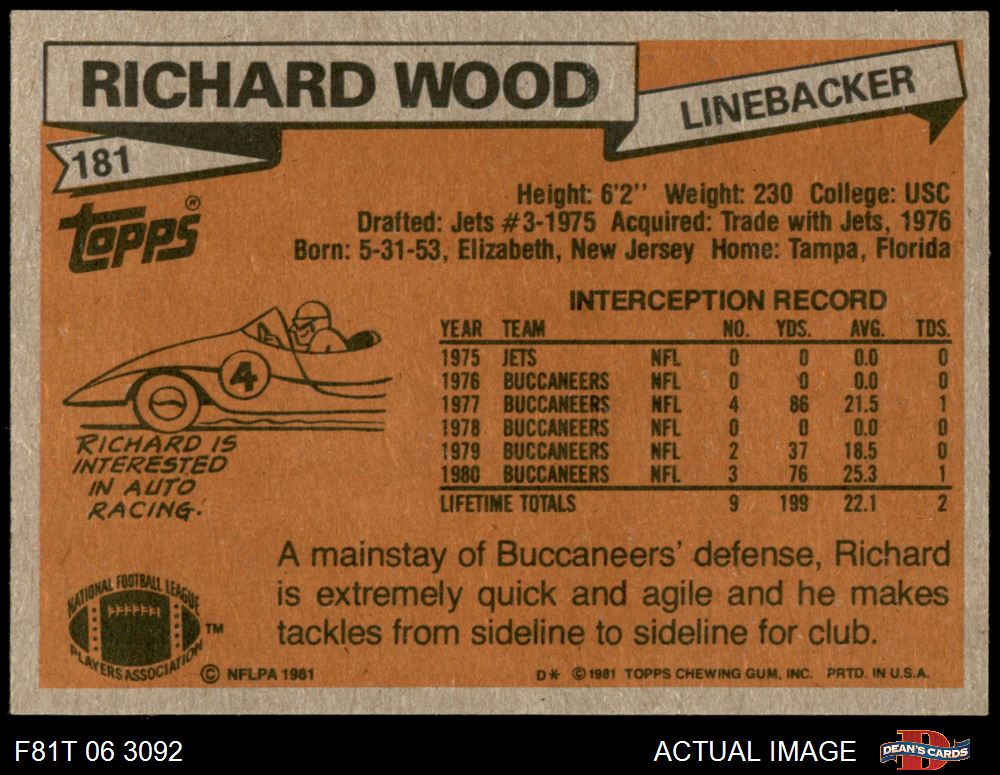 RICHARD WOOD
LINEBACKER
181
Topps®
Height: 6'2'' Weight: 230 College: USC
Drafted: Jets #3-1975 Acquired: Trade with Jets, 1976
Born: 5-31-53, Elizabeth, New Jersey Home: Tampa, Florida
INTERCEPTION RECORD
YEAR TEAM NO. YDS. AVG. TDS.
1975 JETS NFL 0 0 0.0 0
1976 BUCCANEERS NFL 0 0 0.0 0
1977 BUCCANEERS NFL 4 86 21.5 1
1978 BUCCANEERS NFL 0 0 0.0 0
1979 BUCCANEERS NFL 2 37 18.5 0
1980 BUCCANEERS NFL 3 76 25.3 1
LIFETIME TOTALS 9 199 22.1 2
4
RICHARD IS
INTERESTED
IN AUTO
RACING.
A mainstay of Buccaneers' defense, Richard
is extremely quick and agile and he makes
tackles from sideline to sideline for club.
NATIONAL FOOTBALL LEAGUE
PLAYERS ASSOCIATION
TM
© NFLPA 1981
D* ©1981 TOPPS CHEWING GUM, INC. PRTD. IN U.S.A.
F81T 06 3092
ACTUAL IMAGE
D
DEAN'S CARDS